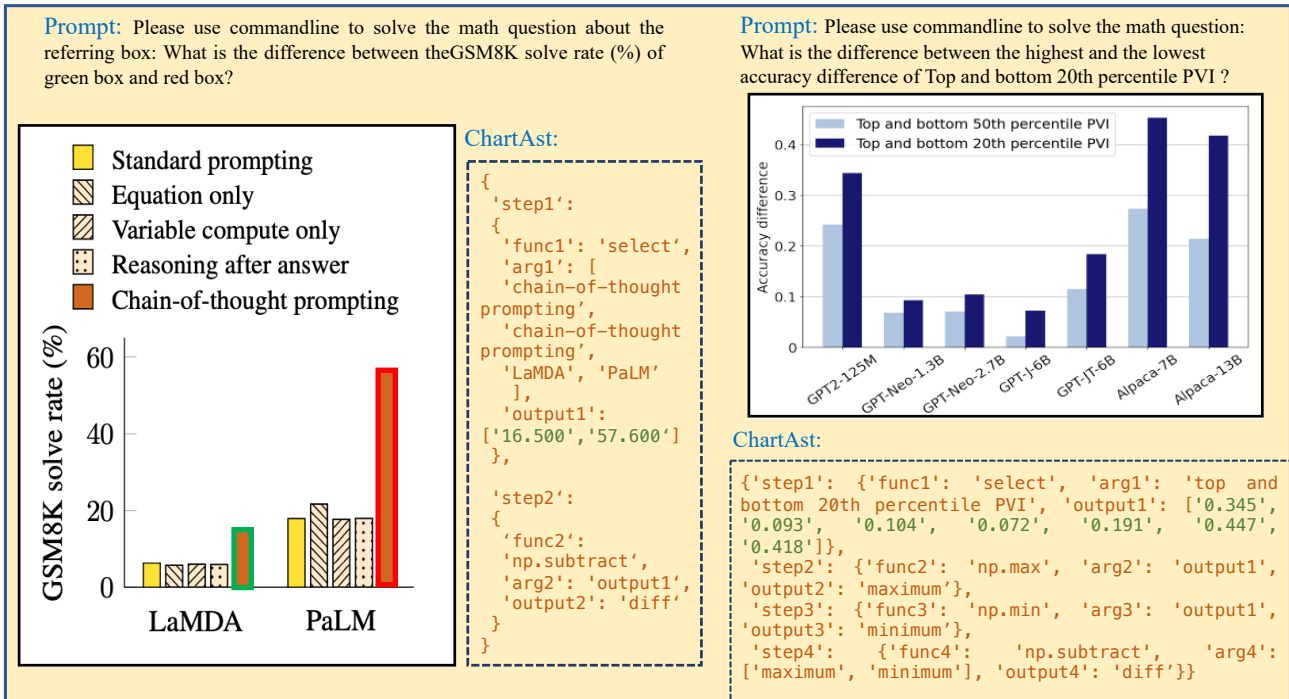 Prompt: Please use commandline to solve the math question about the
referring box: What is the difference between theGSM8K solve rate (%) of
green box and red box?
Standard prompting
Equation only
Variable compute only
Reasoning after answer
Chain-of-thought prompting
GSM8K solve rate (%)
60
40
20
0
LaMDA
PaLM
ChartAst:
{
'step1':
{
'func1': 'select‘,
'arg1': [
'chain-of-thought
prompting’,
'chain-of-thought
prompting’,
'LaMDA', 'PaLM’
],
'output1':
['16.500','57.600‘]
},
'step2':
{
'func2':
'np.subtract‘,
'arg2': 'output1‘,
'output2': 'diff‘
}
}
Prompt: Please use commandline to solve the math question:
What is the difference between the highest and the lowest
accuracy difference of Top and bottom 20th percentile PVI ?
Top and bottom 50th percentile PVI
Top and bottom 20th percentile PVI
Accuracy difference
0.4
0.3
0.2
0.1
0
GPT2-125M
GPT-Neo-1.3B
GPT-Neo-2.7B
GPT-J-6B
GPT-JT-6B
Alpaca-7B
Alpaca-13B
ChartAst:
{'step1': {'func1': 'select', 'arg1': 'top and
bottom 20th percentile PVI', 'output1': ['0.345',
'0.093', '0.104', '0.072', '0.191', '0.447',
'0.418']},
'step2': {'func2': 'np.max', 'arg2': 'output1',
'output2': 'maximum’},
'step3': {'func3': 'np.min', 'arg3': 'output1',
'output3': 'minimum’},
'step4': {'func4': 'np.subtract', 'arg4':
['maximum', 'minimum'], 'output4': 'diff’}}